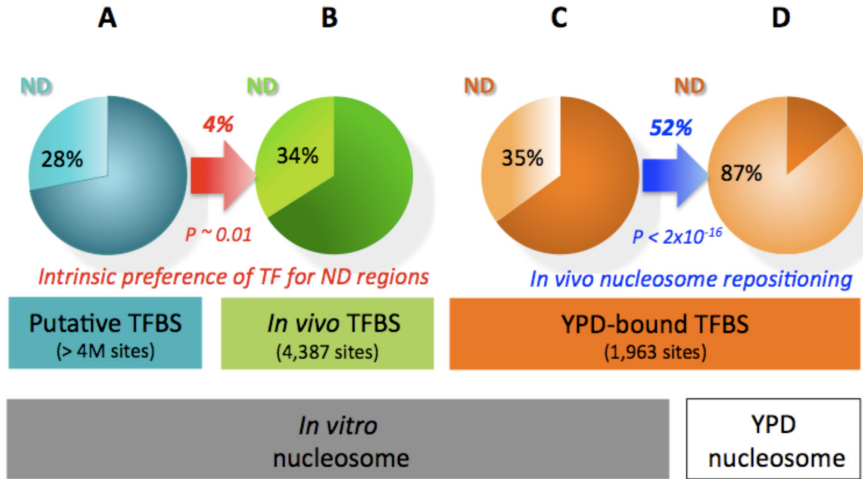 A B C D
ND ND ND ND
4% 52%
28% 34% 35% 87%
P ~ 0.01 P < 2x10-16
Intrinsic preference of TF for ND regions In vivo nucleosome repositioning
Putative TFBS In vivo TFBS YPD-bound TFBS
(> 4M sites) (4,387 sites) (1,963 sites)
In vitro YPD
nucleosome nucleosome